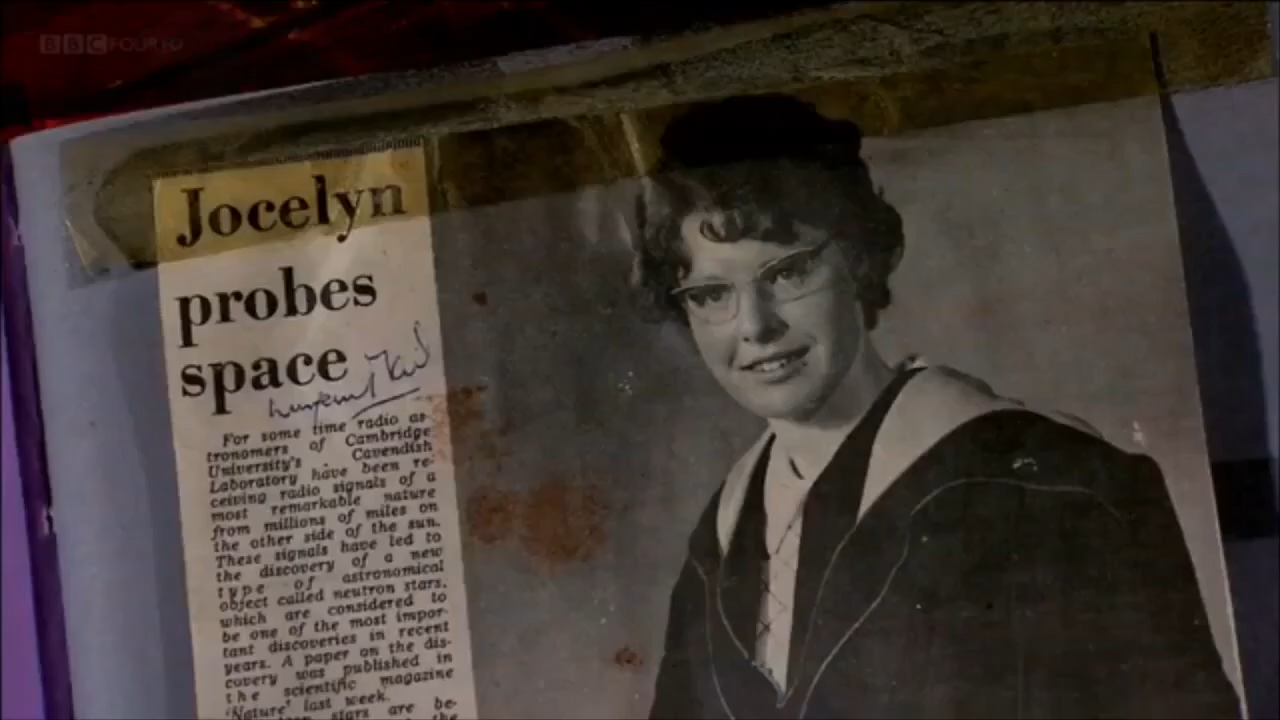 BBC FOUR
Jocelyn
probes
space
For some time radio as-
tronomers of Cambridge
University's Cavendish
Laboratory have been re-
ceiving radio signals of a
most remarkable nature
from millions of miles on
the other side of the sun.
These signals have led to
the discovery of a new
type of astronomical
object called neutron stars,
which are considered to
be one of the most impor-
tant discoveries in recent
years. A paper on the dis-
covery was published in
the scientific magazine
'Nature' last week.
stars are be-
the